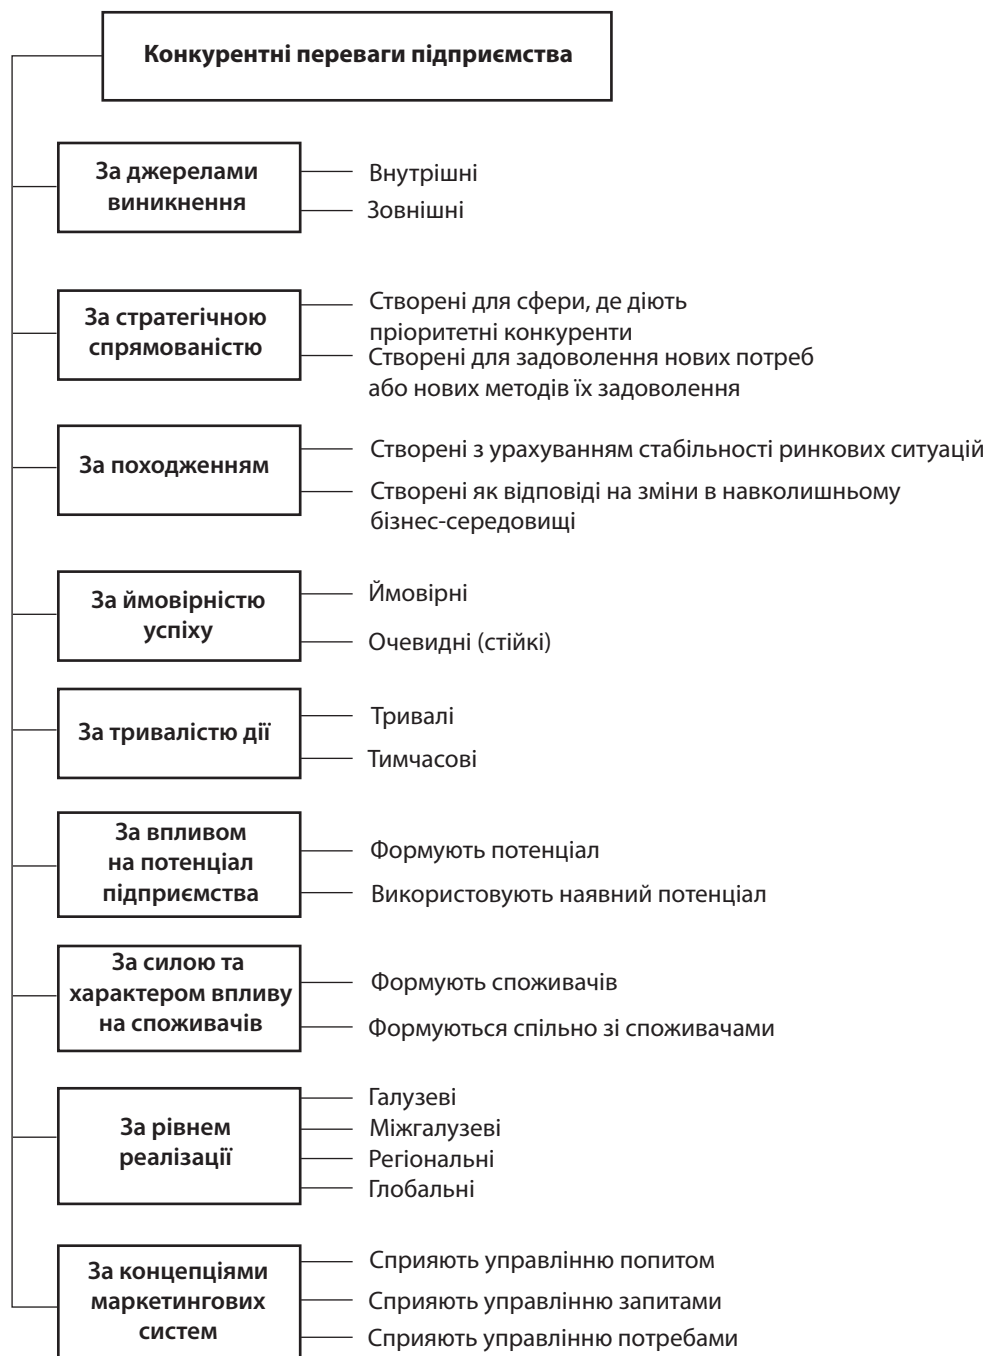 Конкурентні переваги підприємства
За джерелами
виникнення
Внутрішні
Зовнішні
За стратегічною
спрямованістю
Створені для сфери, де діють
пріоритетні конкуренти
Створені для задоволення нових потреб
або нових методів їх задоволення
За походженням
Створені з урахуванням стабільності ринкових ситуацій
Створені як відповіді на зміни в навколишньому
бізнес-середовищі
За ймовірністю
успіху
Ймовірні
Очевидні (стійкі)
За тривалістю дії
Тривалі
Тимчасові
За впливом
на потенціал
підприємства
Формують потенціал
Використовують наявний потенціал
За силою та
характером впливу
на споживачів
Формують споживачів
Формуються спільно зі споживачами
За рівнем
реалізації
Галузеві
Міжгалузеві
Регіональні
Глобальні
За концепціями
маркетингових
систем
Сприяють управлінню попитом
Сприяють управлінню запитами
Сприяють управлінню потребами